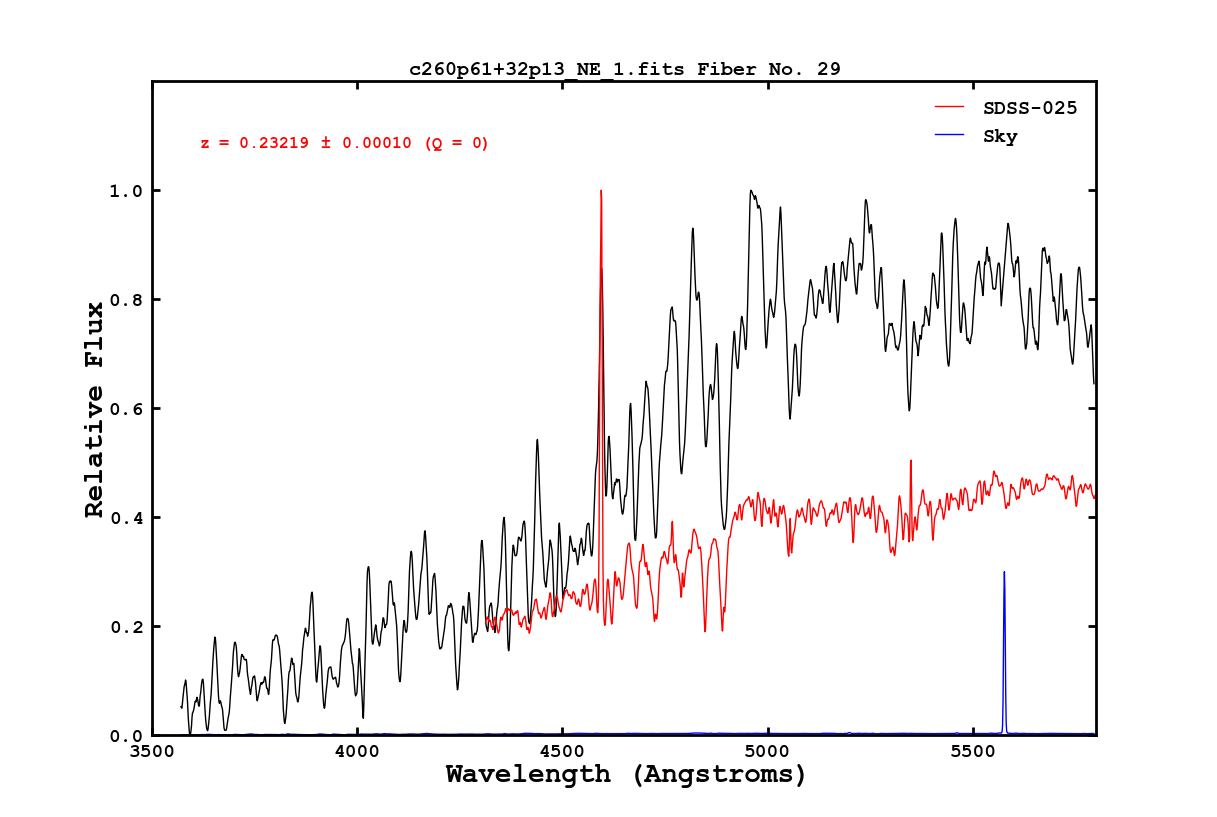 c260p61+32p13_NE_1.fits Fiber No. 29
SDSS-025
Sky
z = 0.23219 ± 0.00010 (Q = 0)
Relative Flux
1.0
0.8
0.6
0.4
0.2
0.0
3500 4000 4500 5000 5500
Wavelength (Angstroms)